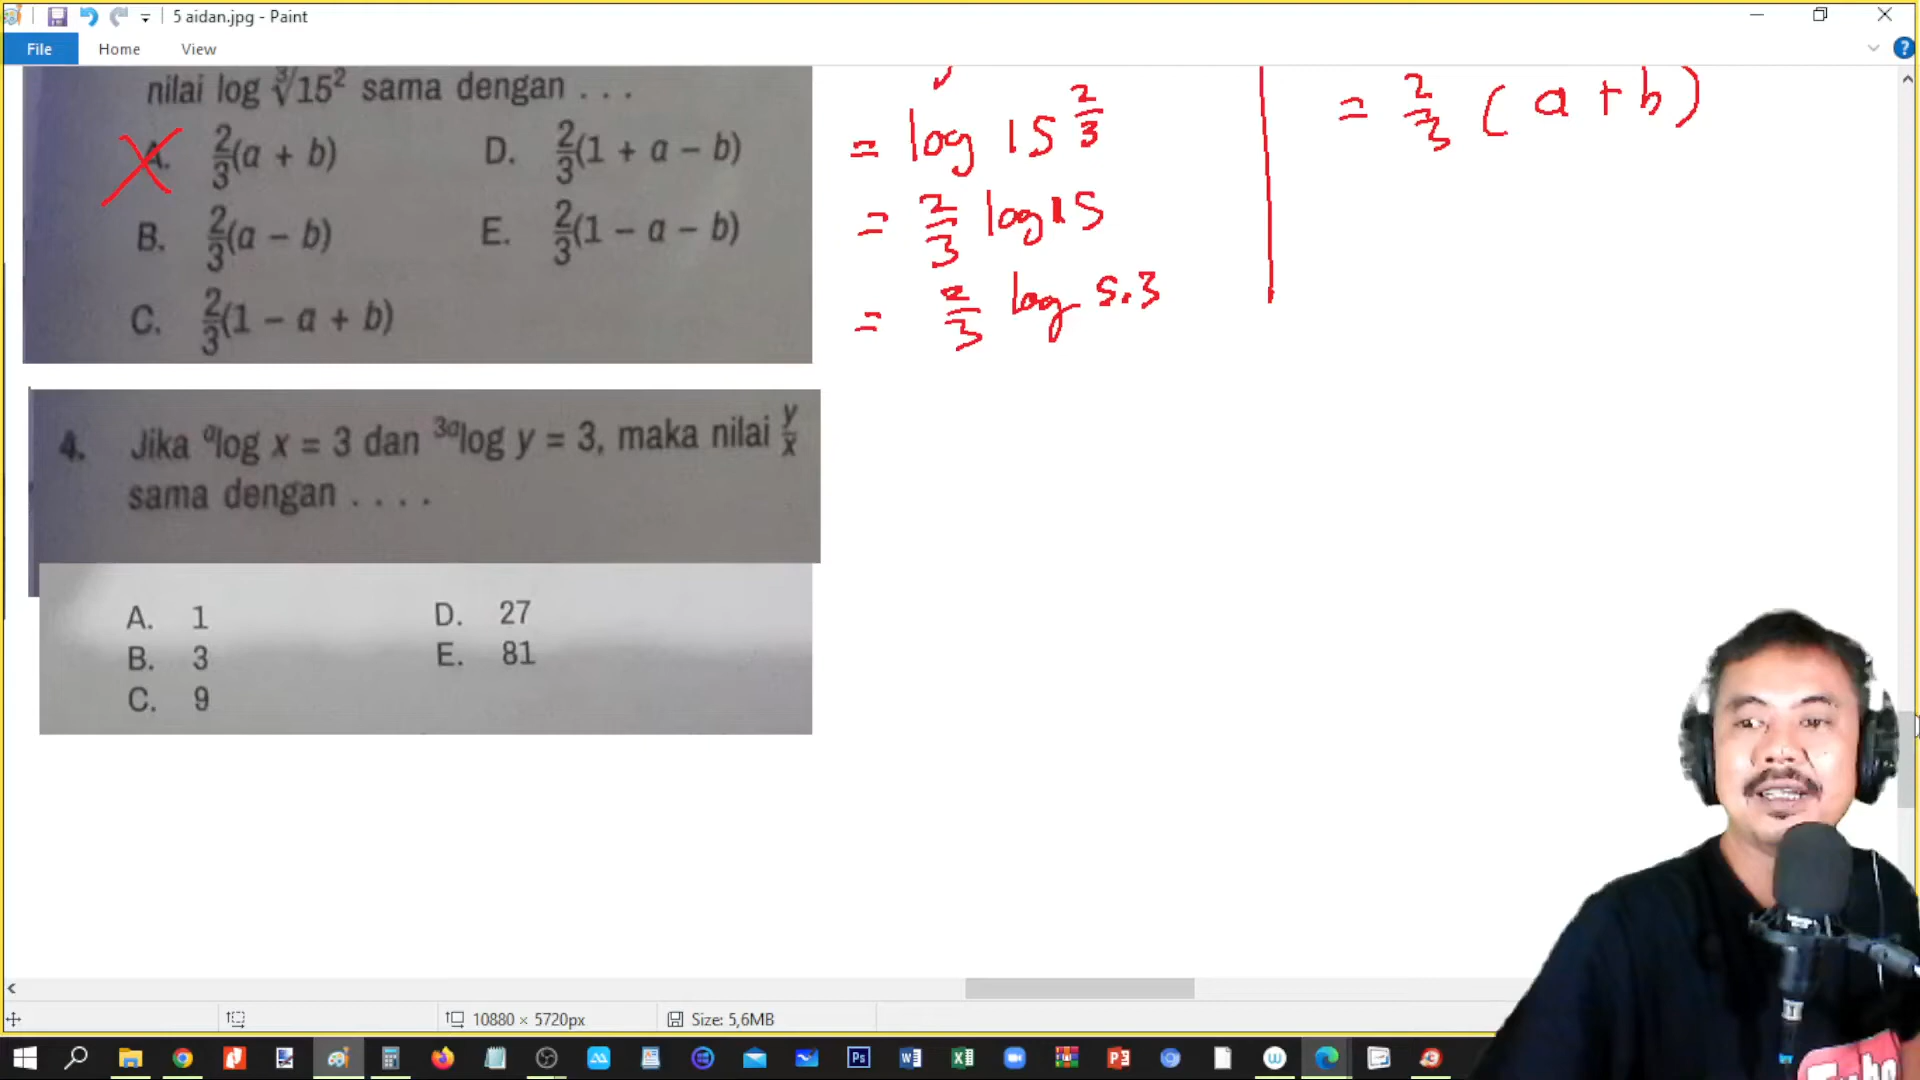 5 aidan.jpg - Paint
File Home View
nilai log ∛15² sama dengan . . .
A. 2/3(a + b) D. 2/3(1 + a − b)
B. 2/3(a − b) E. 2/3(1 − a − b)
C. 2/3(1 − a + b)
= log 15^(2/3)
= 2/3 log 15
= 2/3 log 5.3
= 2/3 (a + b)
4. Jika ᵃlog x = 3 dan ³ᵃlog y = 3, maka nilai y/x
sama dengan . . . .
A. 1 D. 27
B. 3 E. 81
C. 9
10880 × 5720px Size: 5,6MB